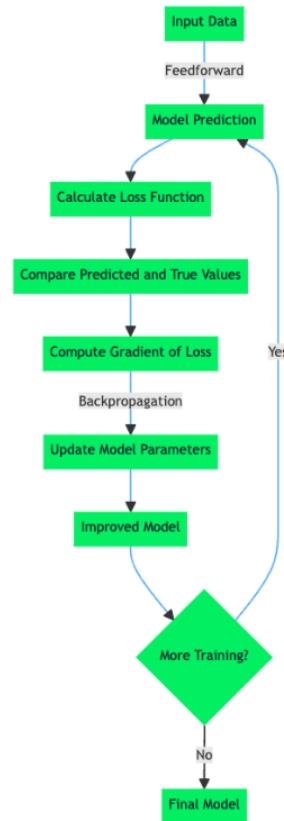 Input Data
Feedforward
Model Prediction
Calculate Loss Function
Compare Predicted and True Values
Compute Gradient of Loss
Yes
Backpropagation
Update Model Parameters
Improved Model
More Training?
No
Final Model